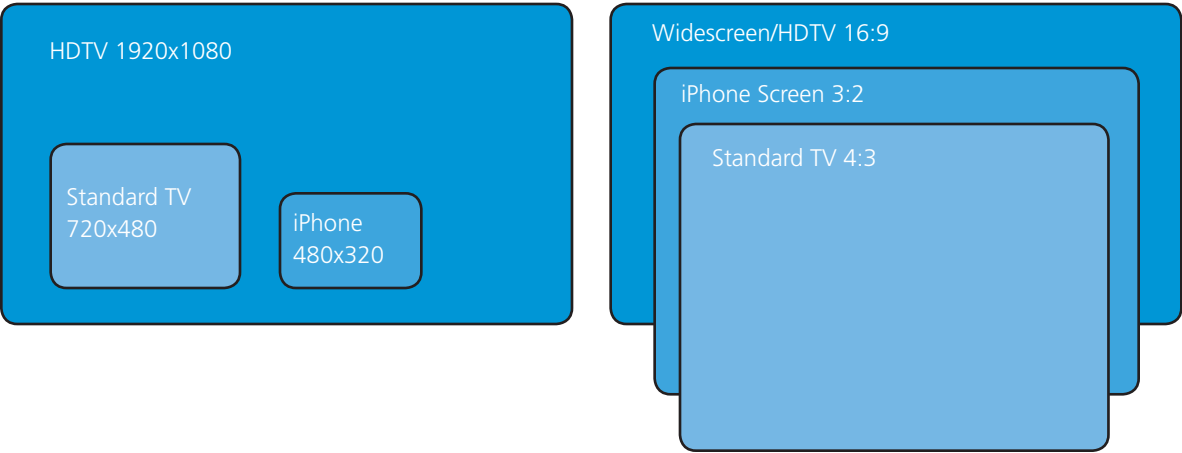 HDTV 1920x1080
Standard TV
720x480
iPhone
480x320
Widescreen/HDTV 16:9
iPhone Screen 3:2
Standard TV 4:3